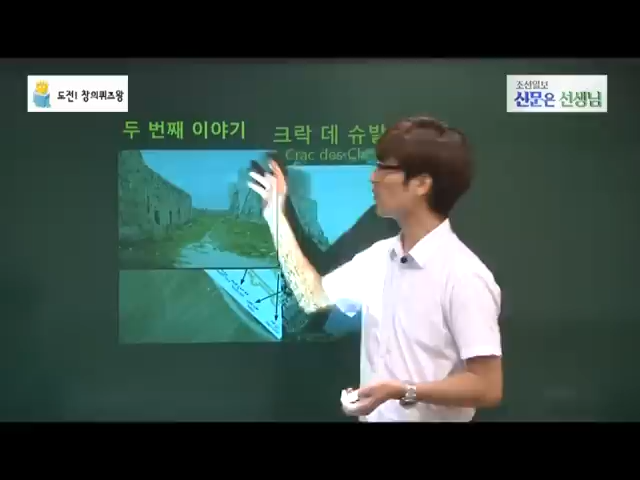 도전! 창의퀴즈왕
조선일보
신문은 선생님
두 번째 이야기
크락 데 슈발
Crac des Ch